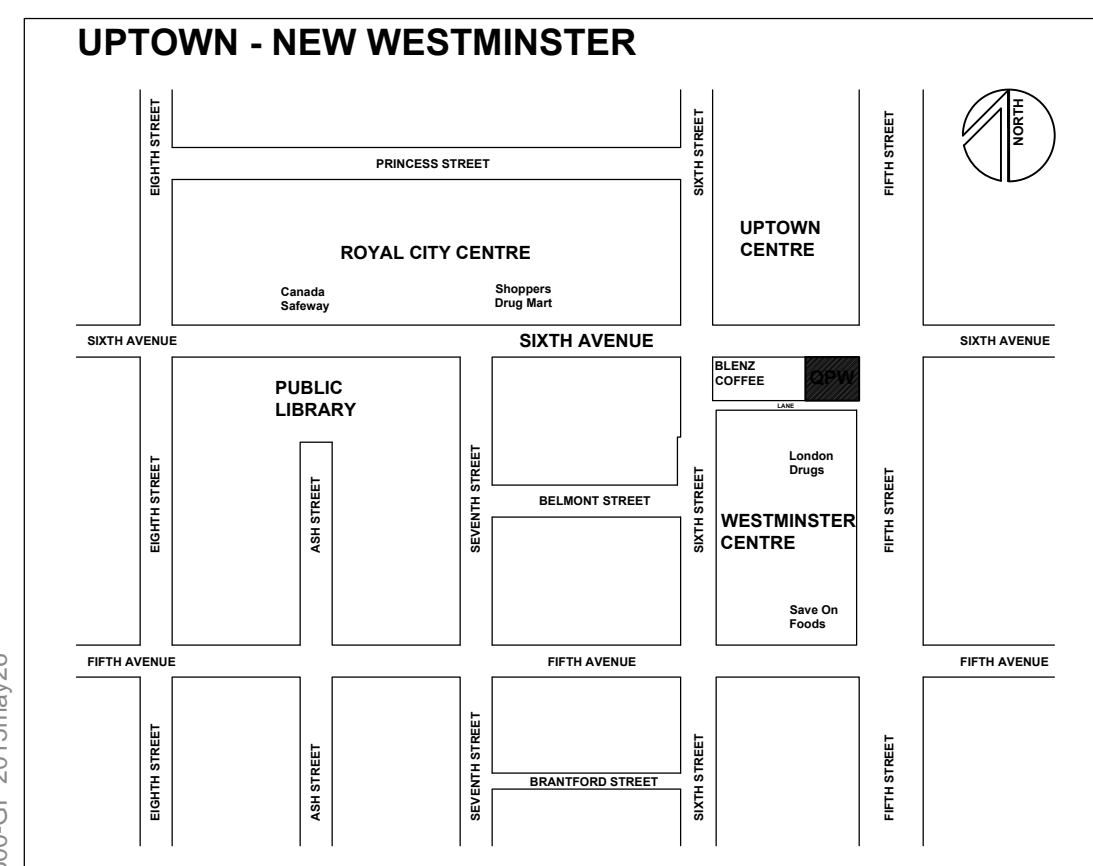 UPTOWN - NEW WESTMINSTER
NORTH
EIGHTH STREET
PRINCESS STREET
SIXTH STREET
FIFTH STREET
UPTOWN
CENTRE
ROYAL CITY CENTRE
Canada
Safeway
Shoppers
Drug Mart
SIXTH AVENUE
SIXTH AVENUE
SIXTH AVENUE
BLENZ
COFFEE
QPW
LANE
PUBLIC
LIBRARY
London
Drugs
EIGHTH STREET
ASH STREET
SEVENTH STREET
BELMONT STREET
SIXTH STREET
WESTMINSTER
CENTRE
FIFTH STREET
Save On
Foods
FIFTH AVENUE
FIFTH AVENUE
FIFTH AVENUE
EIGHTH STREET
ASH STREET
SEVENTH STREET
BRANTFORD STREET
SIXTH STREET
FIFTH STREET